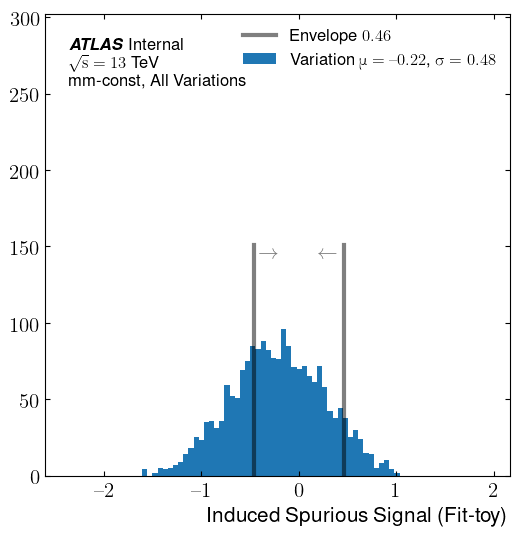 300
250
200
150
100
50
0
ATLAS Internal
√s = 13 TeV
mm-const, All Variations
Envelope 0.46
Variation μ = −0.22, σ = 0.48
→ ←
−2 −1 0 1 2
Induced Spurious Signal (Fit-toy)